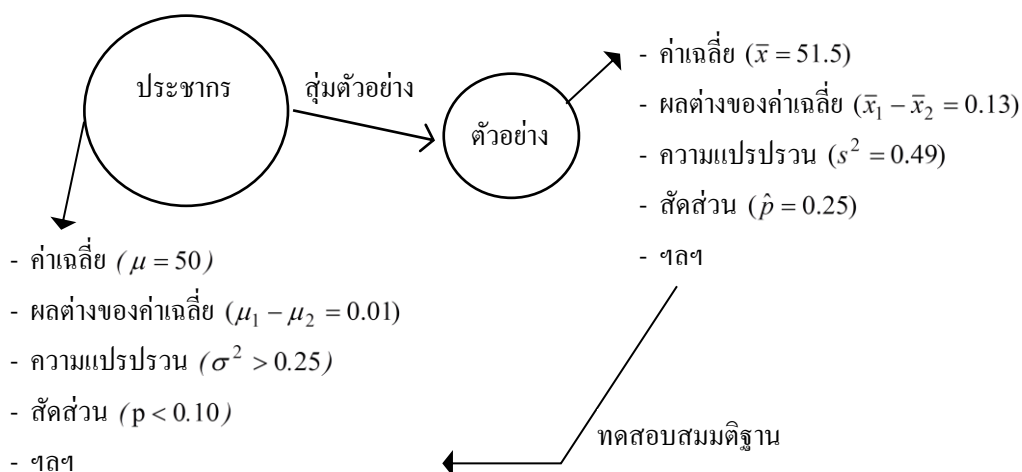 ประชากร
สุ่มตัวอย่าง
ตัวอย่าง
- ค่าเฉลี่ย (x̄ = 51.5)
- ผลต่างของค่าเฉลี่ย (x̄₁ − x̄₂ = 0.13)
- ความแปรปรวน (s² = 0.49)
- สัดส่วน (p̂ = 0.25)
- ฯลฯ
- ค่าเฉลี่ย (μ = 50)
- ผลต่างของค่าเฉลี่ย (μ₁ − μ₂ = 0.01)
- ความแปรปรวน (σ² > 0.25)
- สัดส่วน (p < 0.10)
- ฯลฯ
ทดสอบสมมติฐาน